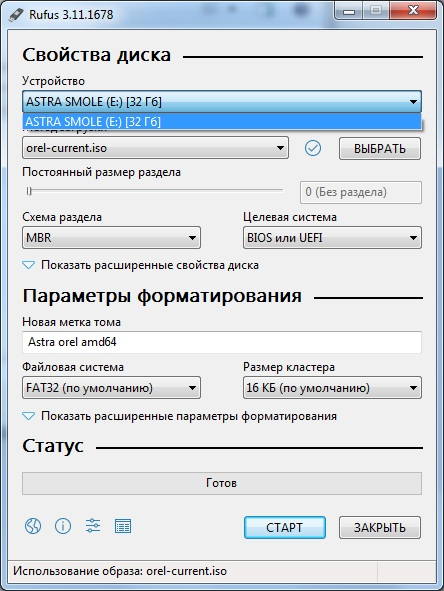 Rufus 3.11.1678
Свойства диска
Устройство
ASTRA SMOLE (E:) [32 Гб]
ASTRA SMOLE (E:) [32 Гб]
orel-current.iso
ВЫБРАТЬ
Постоянный размер раздела
0 (Без раздела)
Схема раздела Целевая система
MBR BIOS или UEFI
Показать расширенные свойства диска
Параметры форматирования
Новая метка тома
Astra orel amd64
Файловая система Размер кластера
FAT32 (по умолчанию) 16 КБ (по умолчанию)
Показать расширенные параметры форматирования
Статус
Готов
СТАРТ ЗАКРЫТЬ
Использование образа: orel-current.iso